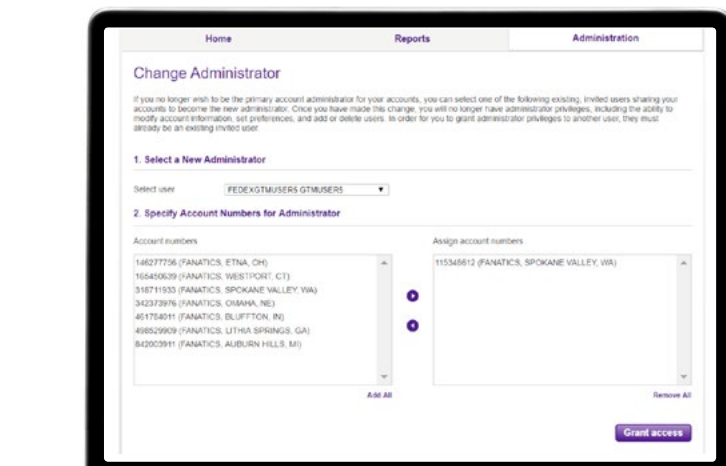 Home Reports Administration
Change Administrator
If you no longer wish to be the primary account administrator for your accounts, you can select one of the following existing, invited users sharing your
accounts to become the new administrator. Once you have made this change, you will no longer have administrator privileges, including the ability to
modify account information, set preferences, and add or delete users. In order for you to grant administrator privileges to another user, they must
already be an existing invited user.
1. Select a New Administrator
Select user FEDEXGTMUSER5 GTMUSER5
2. Specify Account Numbers for Administrator
Account numbers Assign account numbers
146277756 (FANATICS, ETNA, OH) 115348612 (FANATICS, SPOKANE VALLEY, WA)
165450639 (FANATICS, WESTPORT, CT)
318711933 (FANATICS, SPOKANE VALLEY, WA)
342373976 (FANATICS, OMAHA, NE)
461784011 (FANATICS, BLUFFTON, IN)
498529909 (FANATICS, LITHIA SPRINGS, GA)
842003911 (FANATICS, AUBURN HILLS, MI)
Add All Remove All
Grant access